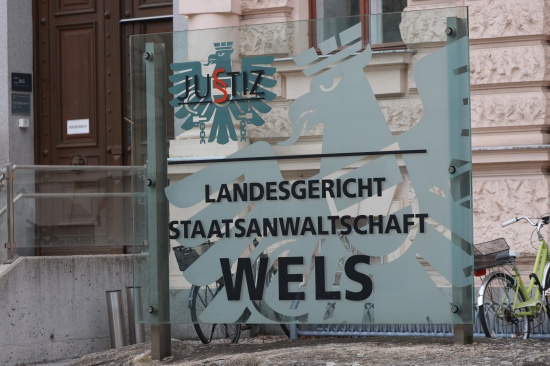 JUSTIZ
LANDESGERICHT
STAATSANWALTSCHAFT
WELS